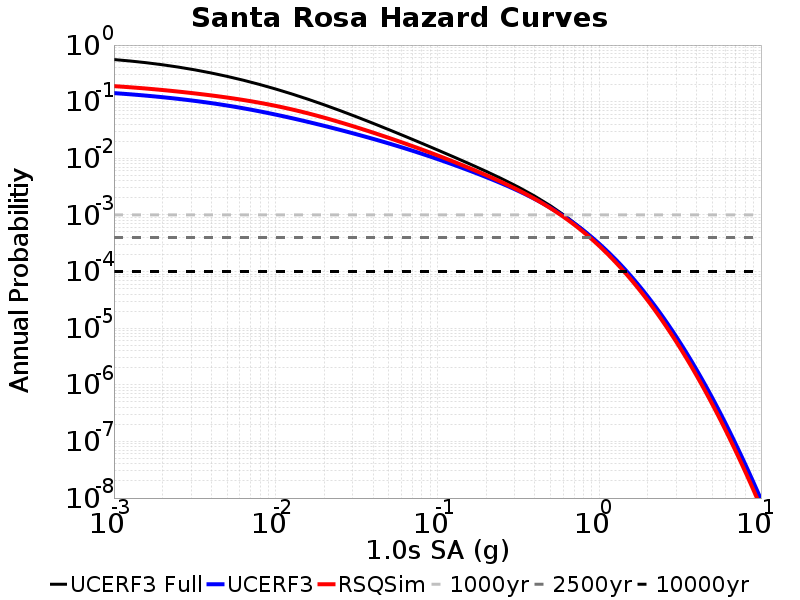 Santa Rosa Hazard Curves
Annual Probabilitiy
10^0
10^-1
10^-2
10^-3
10^-4
10^-5
10^-6
10^-7
10^-8
10^-3 10^-2 10^-1 10^0 10^1
1.0s SA (g)
UCERF3 Full UCERF3 RSQSim 1000yr 2500yr 10000yr